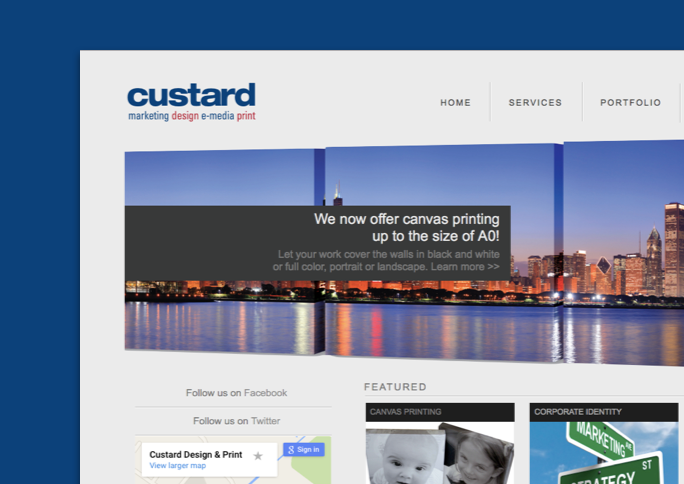 custard
marketing design e-media print
HOME
SERVICES
PORTFOLIO
We now offer canvas printing
up to the size of A0!
Let your work cover the walls in black and white
or full color, portrait or landscape. Learn more >>
Follow us on Facebook
Follow us on Twitter
Custard Design & Print
View larger map
Sign in
FEATURED
CANVAS PRINTING
CORPORATE IDENTITY
MARKETING
STRATEGY ST